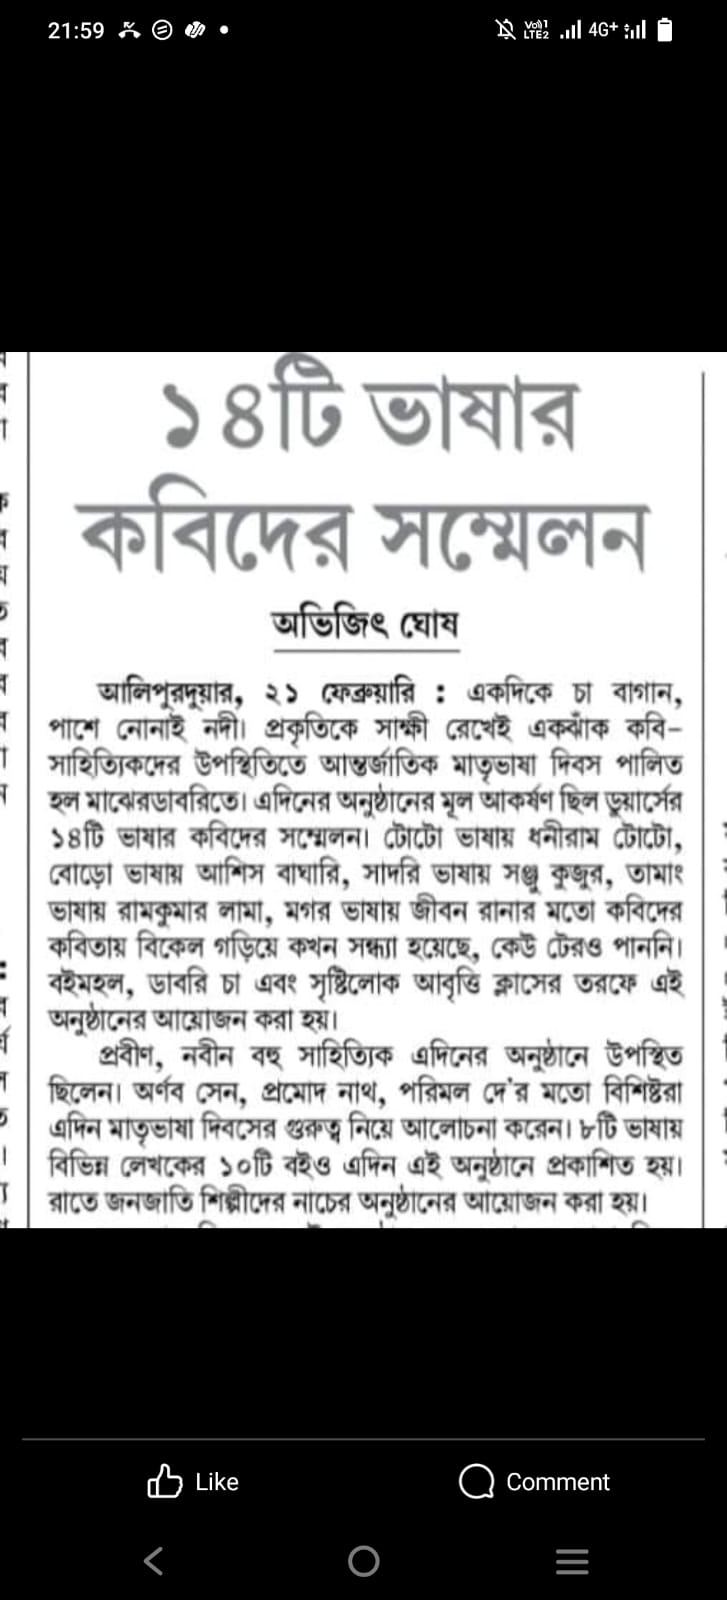 21:59
Vo)) 1
LTE2
4G+
১৪টি ভাষার
কবিদের সম্মেলন
অভিজিৎ ঘোষ
আলিপুরদুয়ার, ২১ ফেব্রুয়ারি : একদিকে চা বাগান,
পাশে নোনাই নদী। প্রকৃতিকে সাক্ষী রেখেই একঝাঁক কবি-
সাহিত্যিকদের উপস্থিতিতে আন্তর্জাতিক মাতৃভাষা দিবস পালিত
হল মাঝেরডাবরিতে। এদিনের অনুষ্ঠানের মূল আকর্ষণ ছিল ডুয়ার্সের
১৪টি ভাষার কবিদের সম্মেলন। টোটো ভাষায় ধনীরাম টোটো,
বোড়ো ভাষায় আশিস বাঘারি, সাদরি ভাষায় সঞ্জু কুজুর, তামাং
ভাষায় রামকুমার লামা, মগর ভাষায় জীবন রানার মতো কবিদের
কবিতায় বিকেল গড়িয়ে কখন সন্ধ্যা হয়েছে, কেউ টেরও পাননি।
বইমহল, ডাবরি চা এবং সৃষ্টিলোক আবৃত্তি ক্লাসের তরফে এই
অনুষ্ঠানের আয়োজন করা হয়।
প্রবীণ, নবীন বহু সাহিত্যিক এদিনের অনুষ্ঠানে উপস্থিত
ছিলেন। অর্ণব সেন, প্রমোদ নাথ, পরিমল দে'র মতো বিশিষ্টরা
এদিন মাতৃভাষা দিবসের গুরুত্ব নিয়ে আলোচনা করেন। ৮টি ভাষায়
বিভিন্ন লেখকের ১০টি বইও এদিন এই অনুষ্ঠানে প্রকাশিত হয়।
রাতে জনজাতি শিল্পীদের নাচের অনুষ্ঠানের আয়োজন করা হয়।
Like
Comment